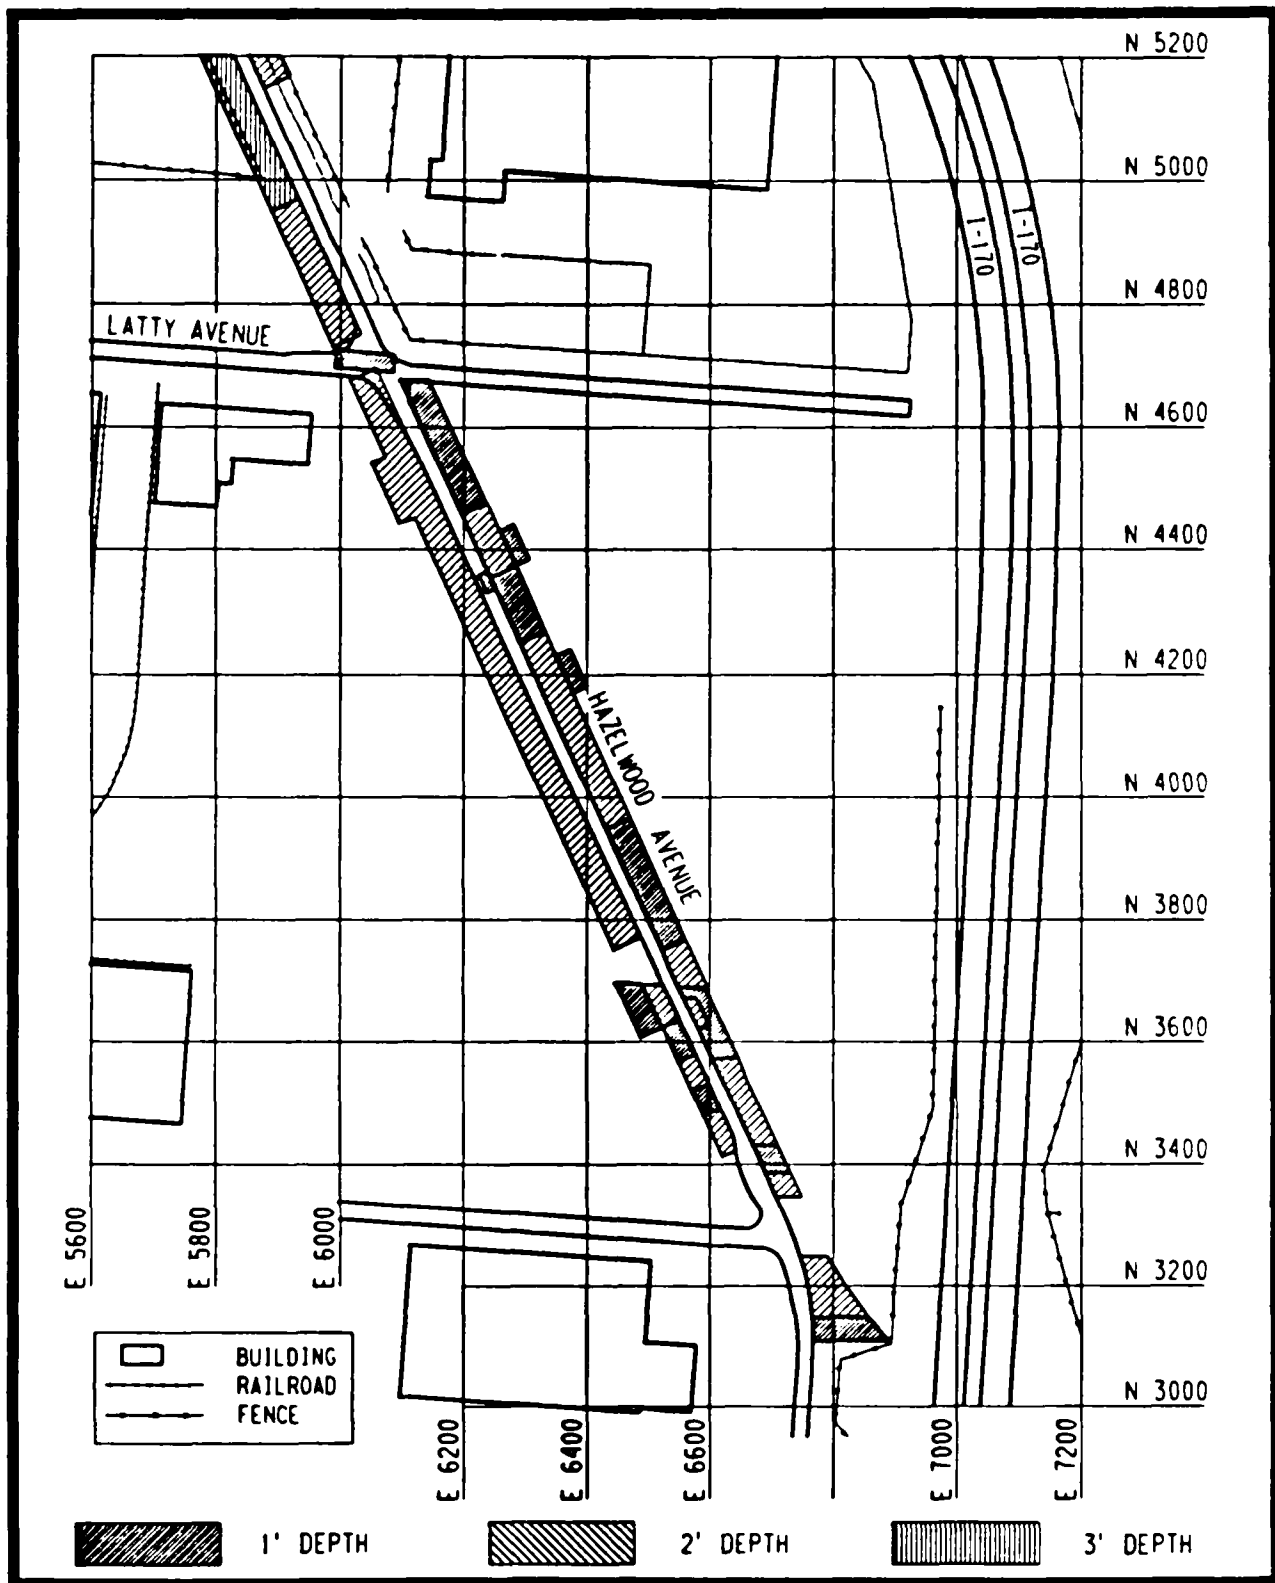 N 5200
N 5000
I-170
I-170
N 4800
LATTY AVENUE
N 4600
N 4400
N 4200
HAZELWOOD AVENUE
N 4000
N 3800
N 3600
N 3400
E 5600
E 5800
E 6000
N 3200
BUILDING
RAILROAD
FENCE
N 3000
E 6200
E 6400
E 6600
E 7000
E 7200
1' DEPTH
2' DEPTH
3' DEPTH